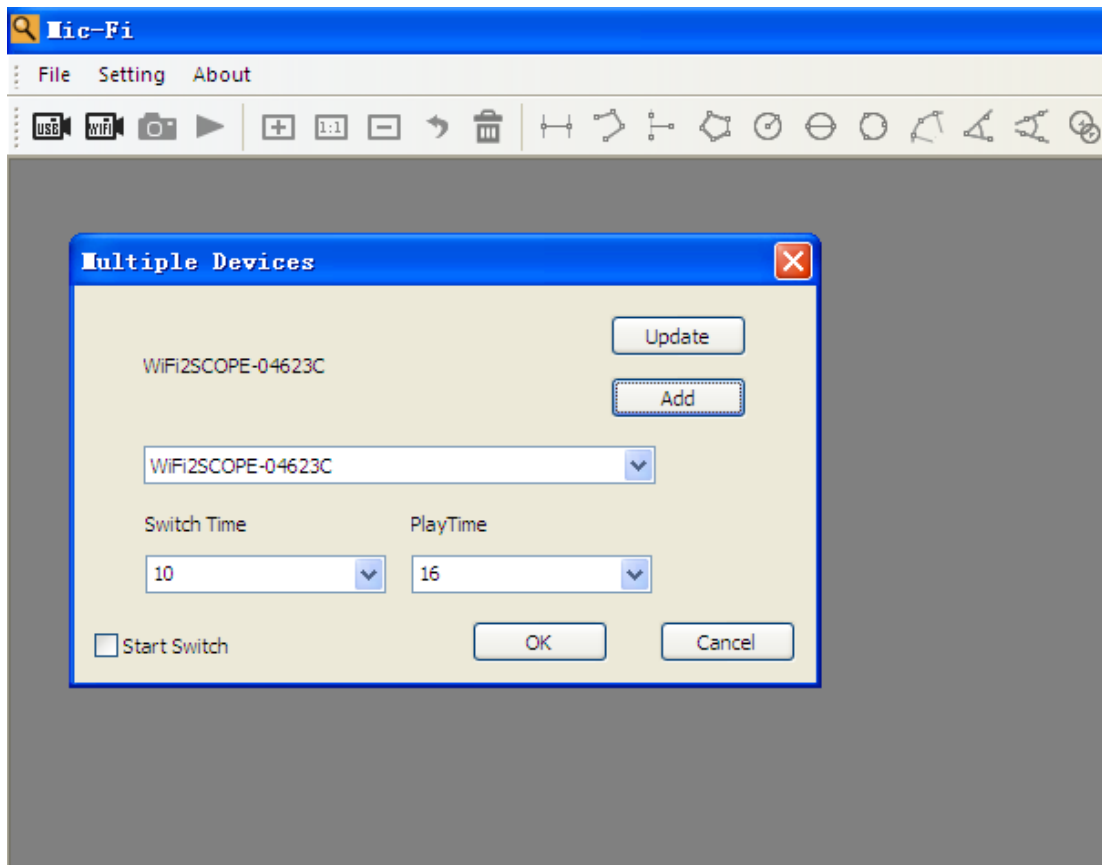 Mic-Fi
File Setting About
USB WIFI 1:1
Multiple Devices
Update
WiFi2SCOPE-04623C
Add
WiFi2SCOPE-04623C
Switch Time PlayTime
10 16
Start Switch OK Cancel